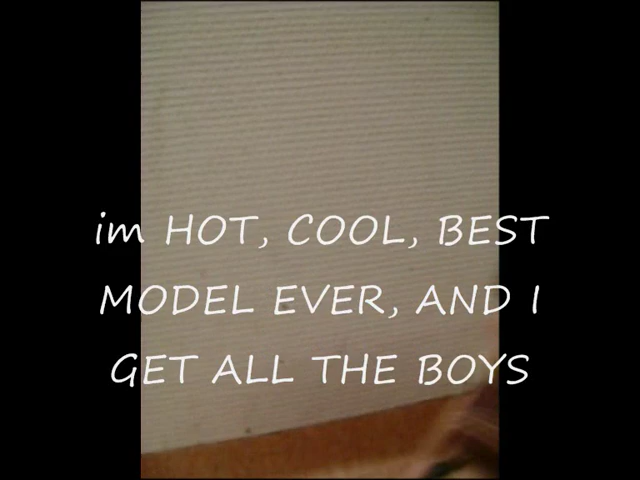 im HOT, COOL, BEST
MODEL EVER, AND I
GET ALL THE BOYS